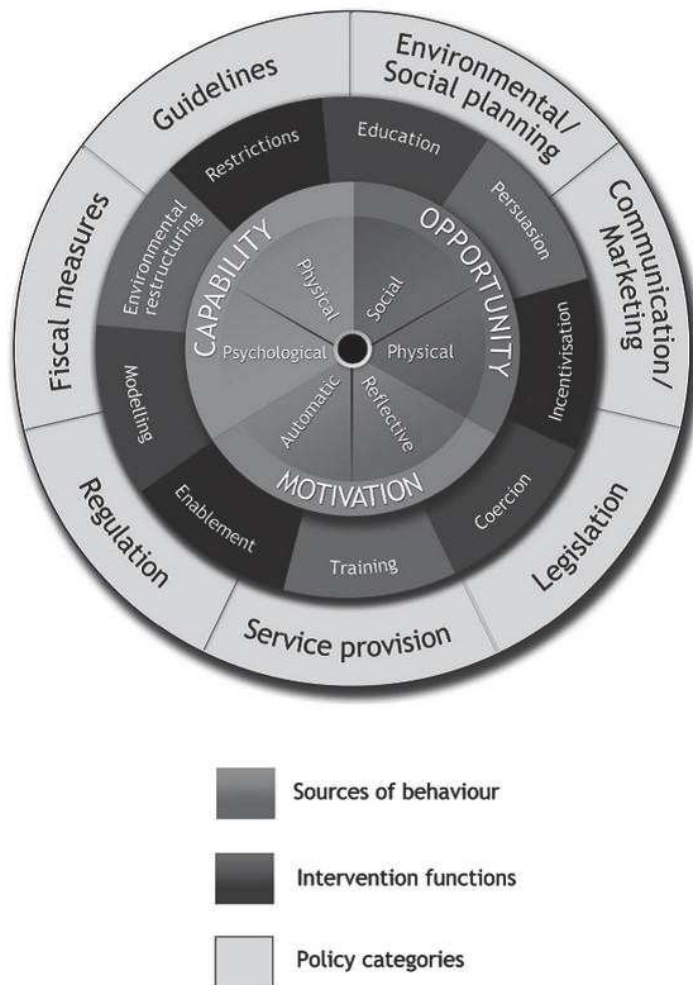 Guidelines
Environmental/
Social planning
Communication/
Marketing
Legislation
Service provision
Regulation
Fiscal measures
Restrictions
Education
Persuasion
Incentivisation
Coercion
Training
Enablement
Modelling
Environmental
restructuring
CAPABILITY
OPPORTUNITY
MOTIVATION
Physical
Social
Physical
Reflective
Automatic
Psychological
Sources of behaviour
Intervention functions
Policy categories